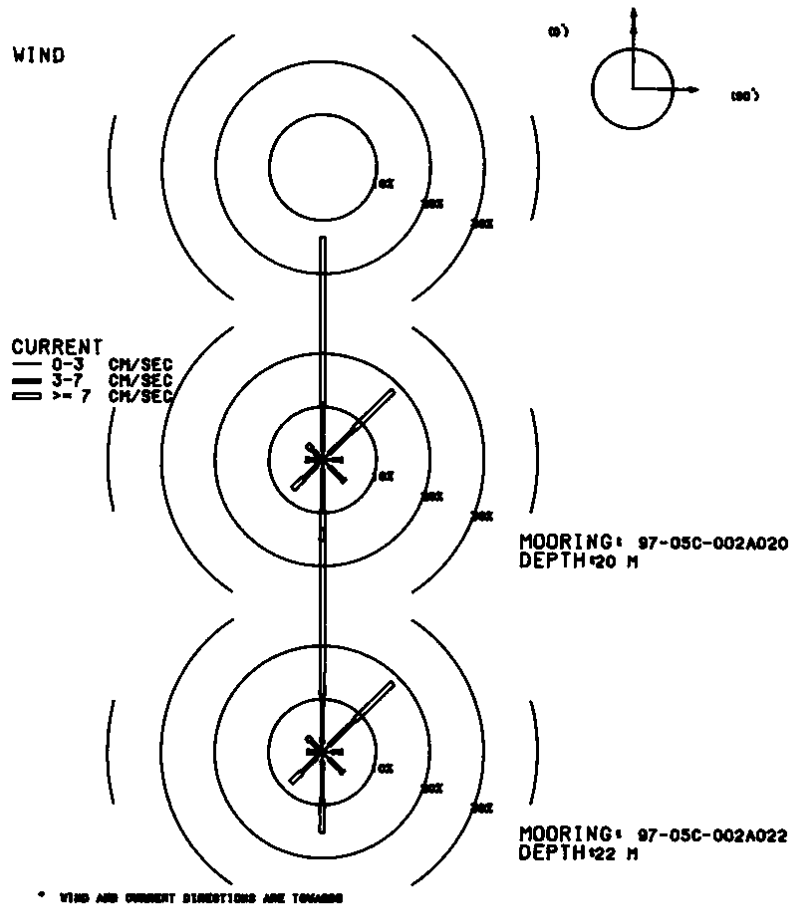 WIND
(0°)
(90°)
10%
20%
30%
CURRENT
0-3 CM/SEC
3-7 CM/SEC
>= 7 CM/SEC
10%
20%
30%
MOORING: 97-05C-002A020
DEPTH:20 M
10%
20%
30%
MOORING: 97-05C-002A022
DEPTH:22 M
* WIND AND CURRENT DIRECTIONS ARE TOWARDS